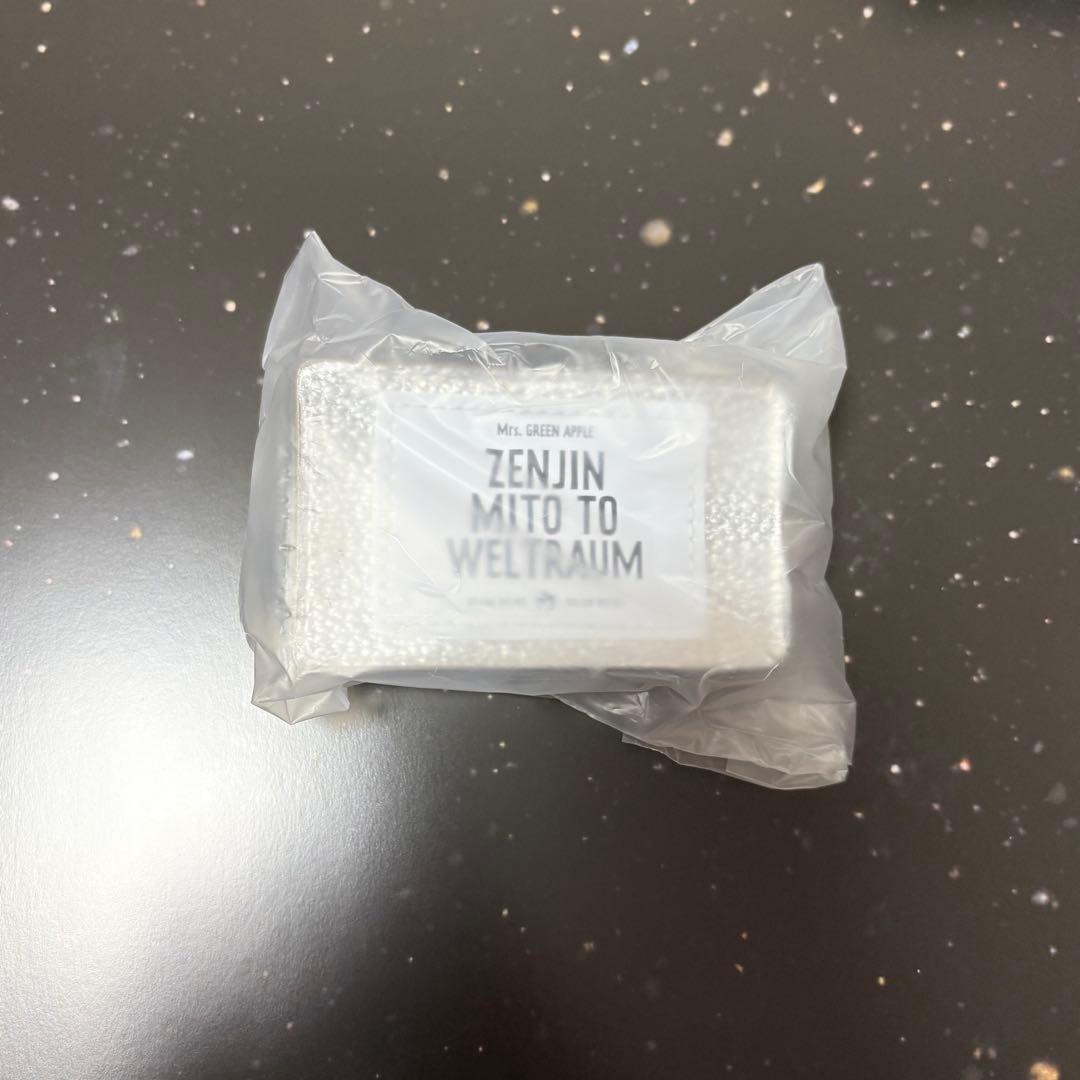 Mrs. GREEN APPLE
ZENJIN
MITO TO
WELTRAUM